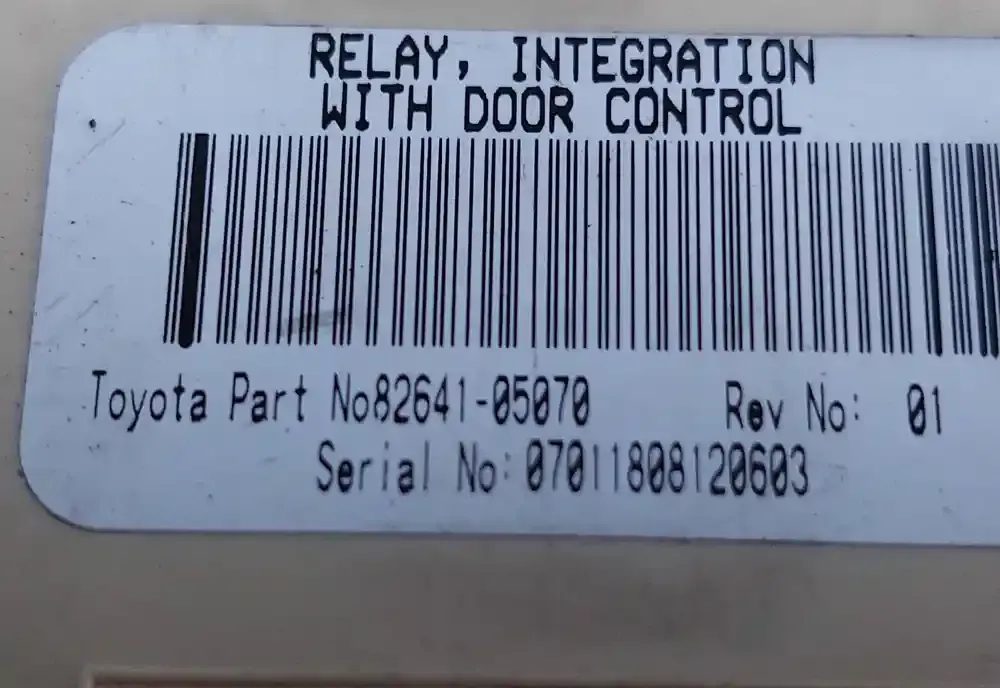 RELAY, INTEGRATION
WITH DOOR CONTROL
Toyota Part No82641-05070 Rev No: 01
Serial No:07011808120603